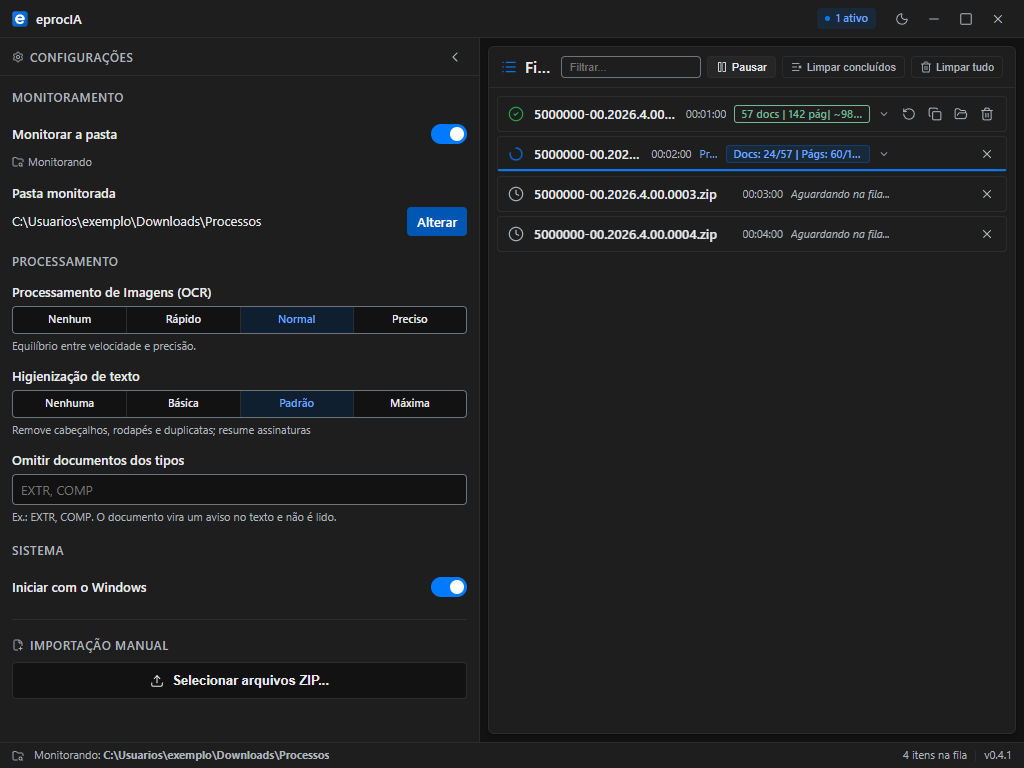 eprocIA
1 ativo
CONFIGURAÇÕES
MONITORAMENTO
Monitorar a pasta
Monitorando
Pasta monitorada
C:\Usuarios\exemplo\Downloads\Processos
Alterar
PROCESSAMENTO
Processamento de Imagens (OCR)
Nenhum Rápido Normal Preciso
Equilíbrio entre velocidade e precisão.
Higienização de texto
Nenhuma Básica Padrão Máxima
Remove cabeçalhos, rodapés e duplicatas; resume assinaturas
Omitir documentos dos tipos
EXTR, COMP
Ex.: EXTR, COMP. O documento vira um aviso no texto e não é lido.
SISTEMA
Iniciar com o Windows
IMPORTAÇÃO MANUAL
Selecionar arquivos ZIP...
Fi... Filtrar... Pausar Limpar concluídos Limpar tudo
5000000-00.2026.4.00... 00:01:00 57 docs | 142 pág| ~98...
5000000-00.202... 00:02:00 Pr... Docs: 24/57 | Págs: 60/1...
5000000-00.2026.4.00.0003.zip 00:03:00 Aguardando na fila...
5000000-00.2026.4.00.0004.zip 00:04:00 Aguardando na fila...
Monitorando: C:\Usuarios\exemplo\Downloads\Processos
4 itens na fila v0.4.1